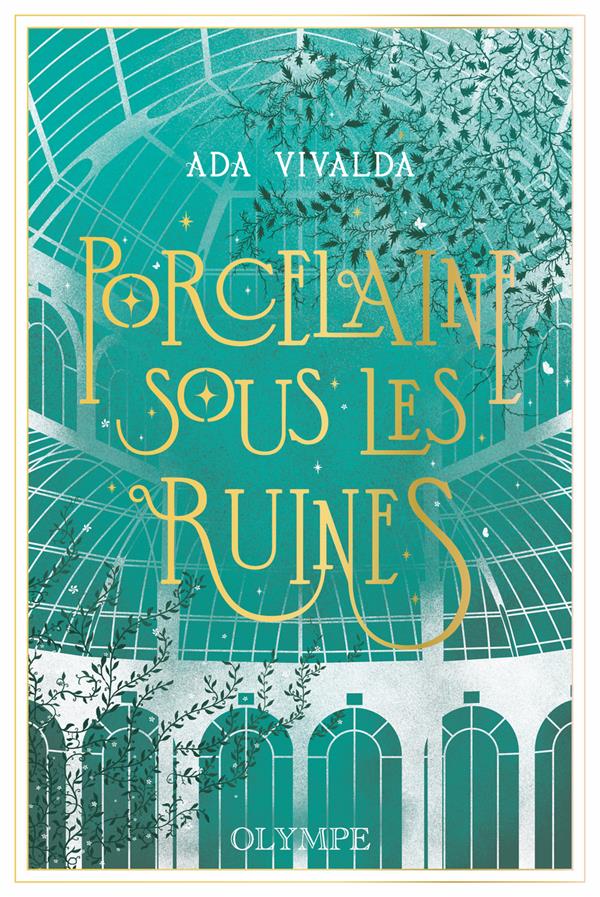 ADA VIVALDA
PORCELAINE
SOUS LES
RUINES
OLYMPE